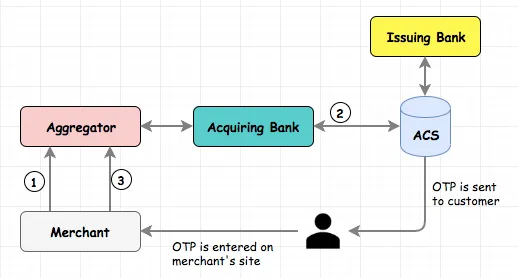 Issuing Bank
Aggregator
Acquiring Bank
2
ACS
1
3
OTP is sent
to customer
Merchant
OTP is entered on
merchant's site